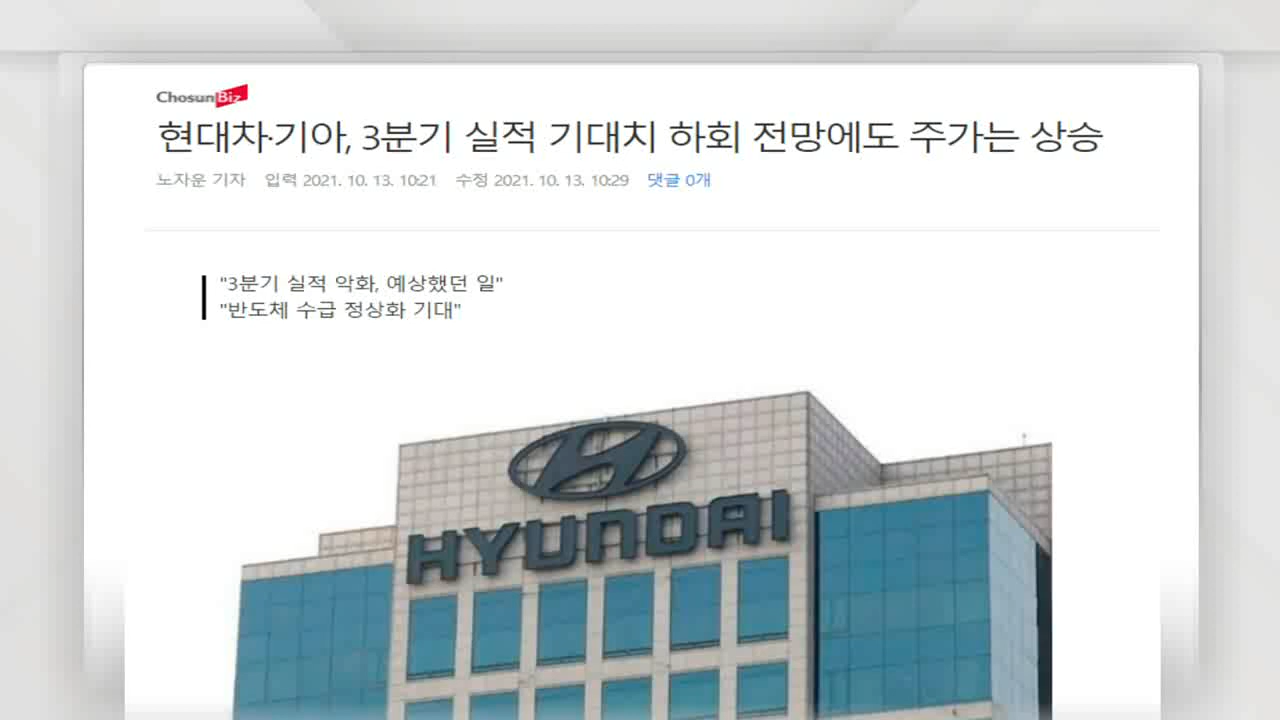 ChosunBiz
현대차·기아, 3분기 실적 기대치 하회 전망에도 주가는 상승
노자운 기자 입력 2021. 10. 13. 10:21 수정 2021. 10. 13. 10:29 댓글 0개
"3분기 실적 악화, 예상했던 일"
"반도체 수급 정상화 기대"
HYUNDAI